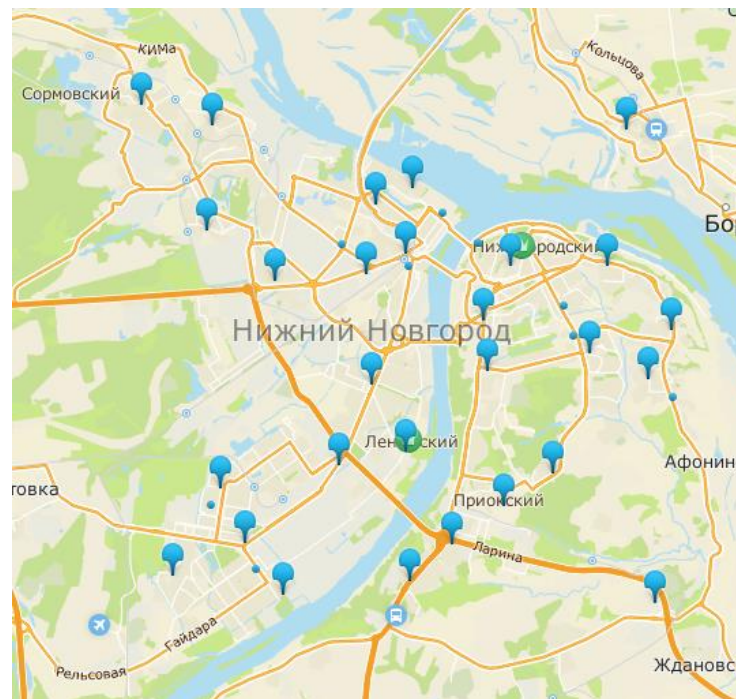 КИМа
Кольцова
Сормовский
Бор
Нижегородский
Нижний Новгород
Ленинский
Афонин
товка
Приокский
Ларина
Гайдара
Рельсовая
Ждановс